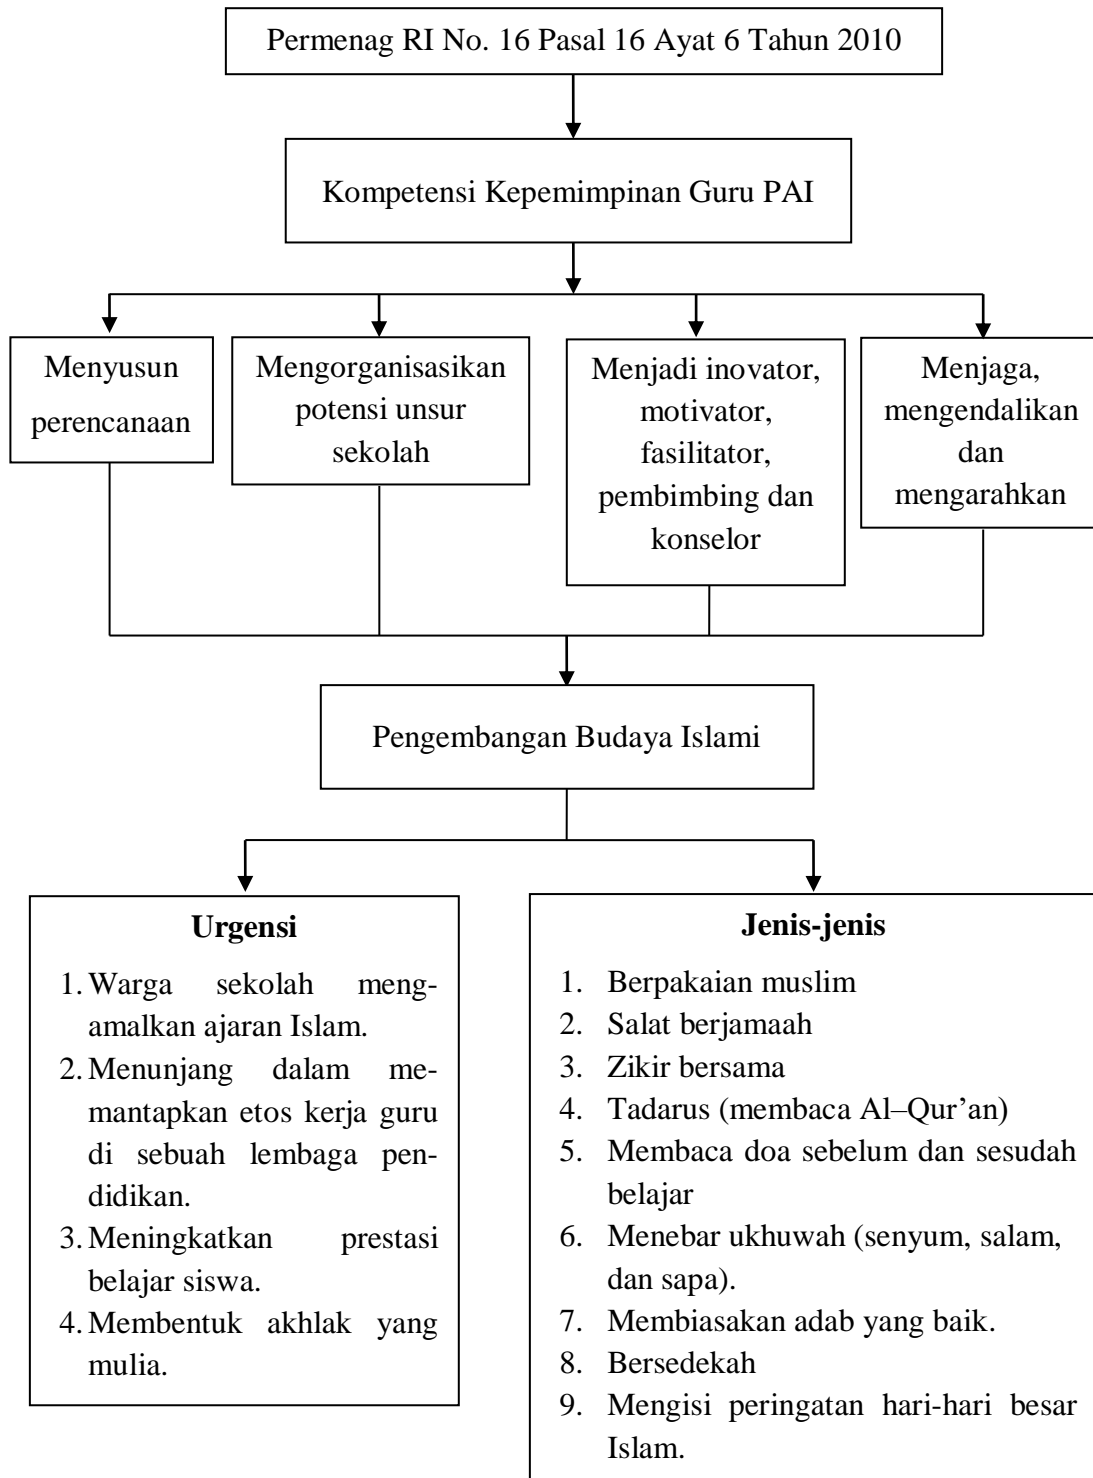 Permenag RI No. 16 Pasal 16 Ayat 6 Tahun 2010
Kompetensi Kepemimpinan Guru PAI
Menyusun
perencanaan
Mengorganisasikan
potensi unsur
sekolah
Menjadi inovator,
motivator,
fasilitator,
pembimbing dan
konselor
Menjaga,
mengendalikan
dan
mengarahkan
Pengembangan Budaya Islami
Urgensi
1. Warga sekolah meng-
amalkan ajaran Islam.
2. Menunjang dalam me-
mantapkan etos kerja guru
di sebuah lembaga pen-
didikan.
3. Meningkatkan prestasi
belajar siswa.
4. Membentuk akhlak yang
mulia.
Jenis-jenis
1. Berpakaian muslim
2. Salat berjamaah
3. Zikir bersama
4. Tadarus (membaca Al–Qur’an)
5. Membaca doa sebelum dan sesudah
belajar
6. Menebar ukhuwah (senyum, salam,
dan sapa).
7. Membiasakan adab yang baik.
8. Bersedekah
9. Mengisi peringatan hari-hari besar
Islam.